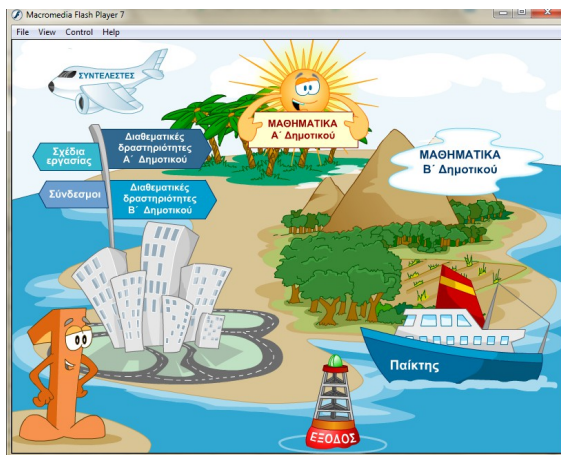 Macromedia Flash Player 7
File View Control Help
ΣΥΝΤΕΛΕΣΤΕΣ
ΜΑΘΗΜΑΤΙΚΑ
Α΄ Δημοτικού
Διαθεματικές
δραστηριότητες
Α΄ Δημοτικού
Σχέδια
εργασίας
ΜΑΘΗΜΑΤΙΚΑ
Β΄ Δημοτικού
Σύνδεσμοι
Διαθεματικές
δραστηριότητες
Β΄ Δημοτικού
Παίκτης
ΕΞΟΔΟΣ